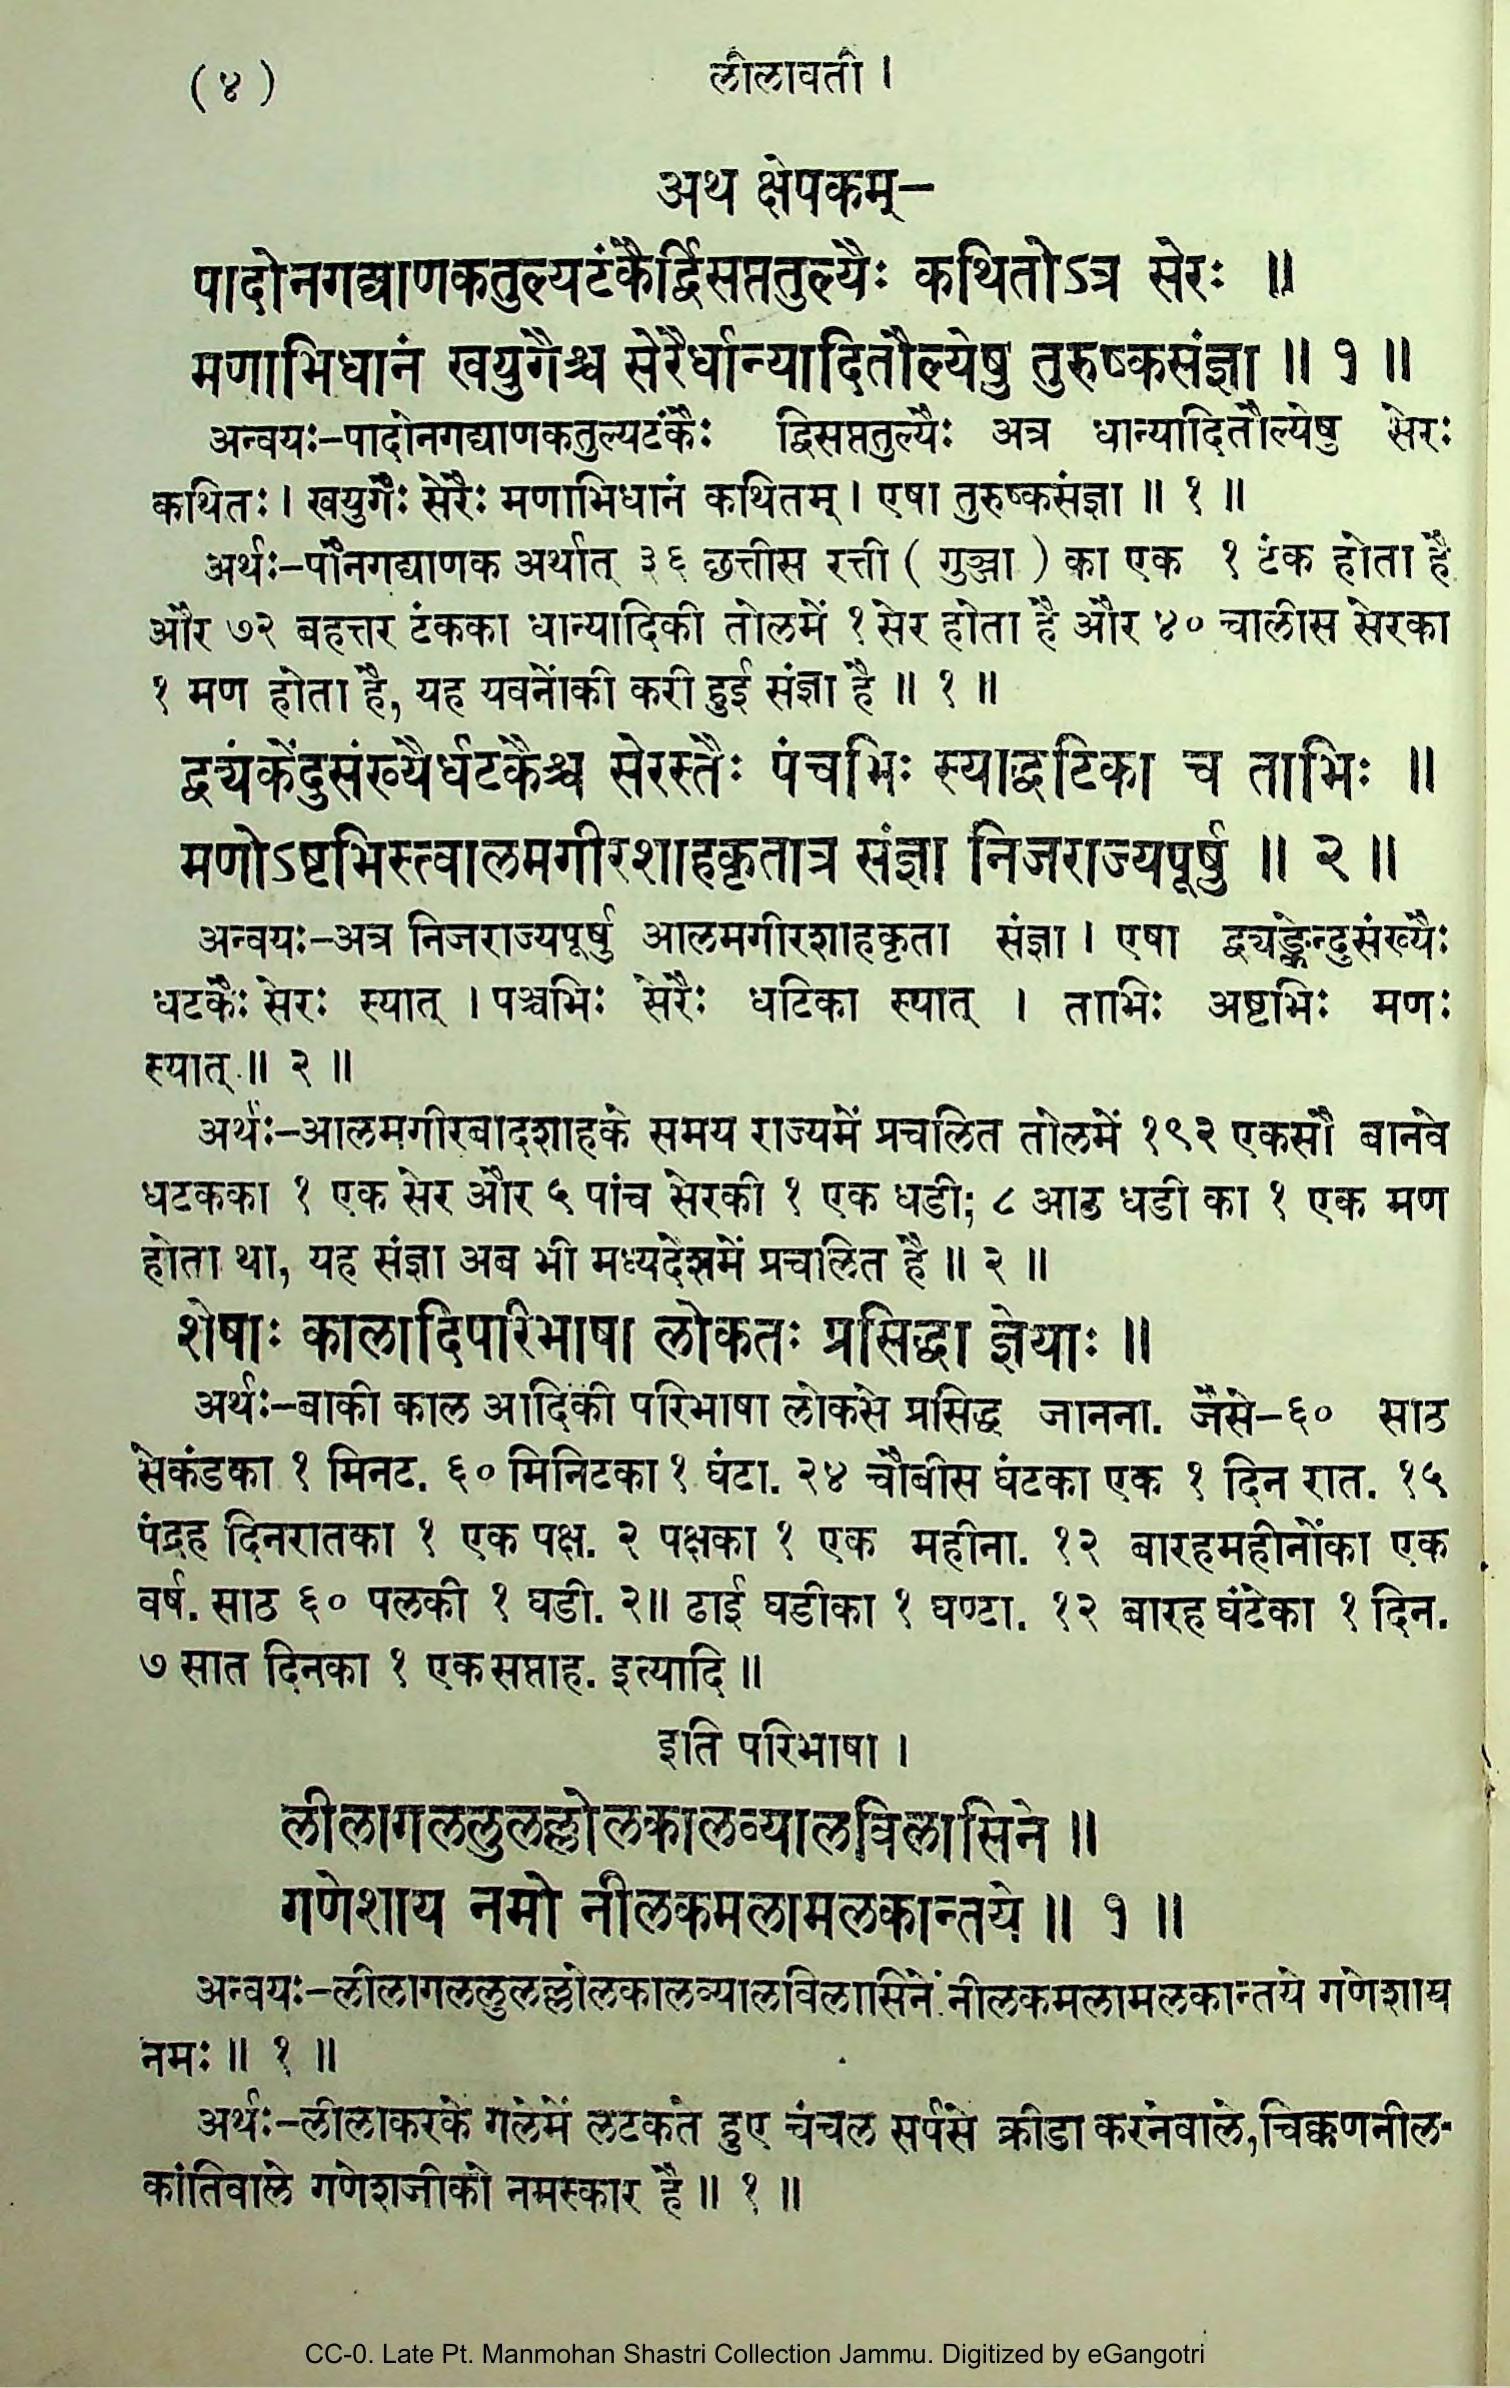 (४)
लीलावती ।
अथ क्षेपकम्–
पादोनगद्याणकतुल्यटंकैर्द्विसप्ततुल्यैः कथितोऽत्र सेरः ॥
मणाभिधानं खयुगैश्च सेरैर्धान्यादितौल्येषु तुरुष्कसंज्ञा ॥ १ ॥
अन्वयः–पादोनगद्याणकतुल्यटंकैः द्विसप्ततुल्यैः अत्र धान्यादितौल्येषु सेरः
कथितः । खयुगैः सेरैः मणाभिधानं कथितम् । एषा तुरुष्कसंज्ञा ॥ १ ॥
अर्थः–पौनगद्याणक अर्थात् ३६ छत्तीस रत्ती ( गुञ्जा ) का एक १ टंक होता है
और ७२ बहत्तर टंकका धान्यादिकी तोलमें १ सेर होता है और ४० चालीस सेरका
१ मण होता है, यह यवनोंकी करी हुई संज्ञा है ॥ १ ॥
द्व्यंकेंदुसंख्यैर्धटकैश्च सेरस्तैः पंचभिः स्याद्धटिका च ताभिः ॥
मणोऽष्टभिस्त्वालमगीरशाहकृतात्र संज्ञा निजराज्यपूर्षु ॥ २ ॥
अन्वयः–अत्र निजराज्यपूर्षु आलमगीरशाहकृता संज्ञा । एषा द्व्यङ्केन्दुसंख्यैः
धटकैः सेरः स्यात् । पञ्चभिः सेरैः धटिका स्यात् । ताभिः अष्टभिः मणः
स्यात् ॥ २ ॥
अर्थः–आलमगीरबादशाहके समय राज्यमें प्रचलित तोलमें १९२ एकसौ बानवे
धटकका १ एक सेर और ५ पांच सेरकी १ एक धडी; ८ आठ धडी का १ एक मण
होता था, यह संज्ञा अब भी मध्यदेशमें प्रचलित है ॥ २ ॥
शेषाः कालादिपरिभाषा लोकतः प्रसिद्धा ज्ञेयाः ॥
अर्थः–बाकी काल आदिकी परिभाषा लोकसे प्रसिद्ध जानना. जैसे–६० साठ
सेकंडका १ मिनट. ६० मिनिटका १ घंटा. २४ चौबीस घंटका एक १ दिन रात. १५
पंद्रह दिनरातका १ एक पक्ष. २ पक्षका १ एक महीना. १२ बारहमहीनोंका एक
वर्ष. साठ ६० पलकी १ घडी. २॥ ढाई घडीका १ घण्टा. १२ बारह घंटेका १ दिन.
७ सात दिनका १ एक सप्ताह. इत्यादि ॥
इति परिभाषा ।
लीलागललुलल्लोलकालव्यालविलासिने ॥
गणेशाय नमो नीलकमलामलकान्तये ॥ १ ॥
अन्वयः–लीलागललुलल्लोलकालव्यालविलासिने नीलकमलामलकान्तये गणेशाय
नमः ॥ १ ॥
अर्थः–लीलाकरके गलेमें लटकते हुए चंचल सर्पसे क्रीडा करनेवाले, चिक्कणनील-
कांतिवाले गणेशजीको नमस्कार है ॥ १ ॥
CC-0. Late Pt. Manmohan Shastri Collection Jammu. Digitized by eGangotri